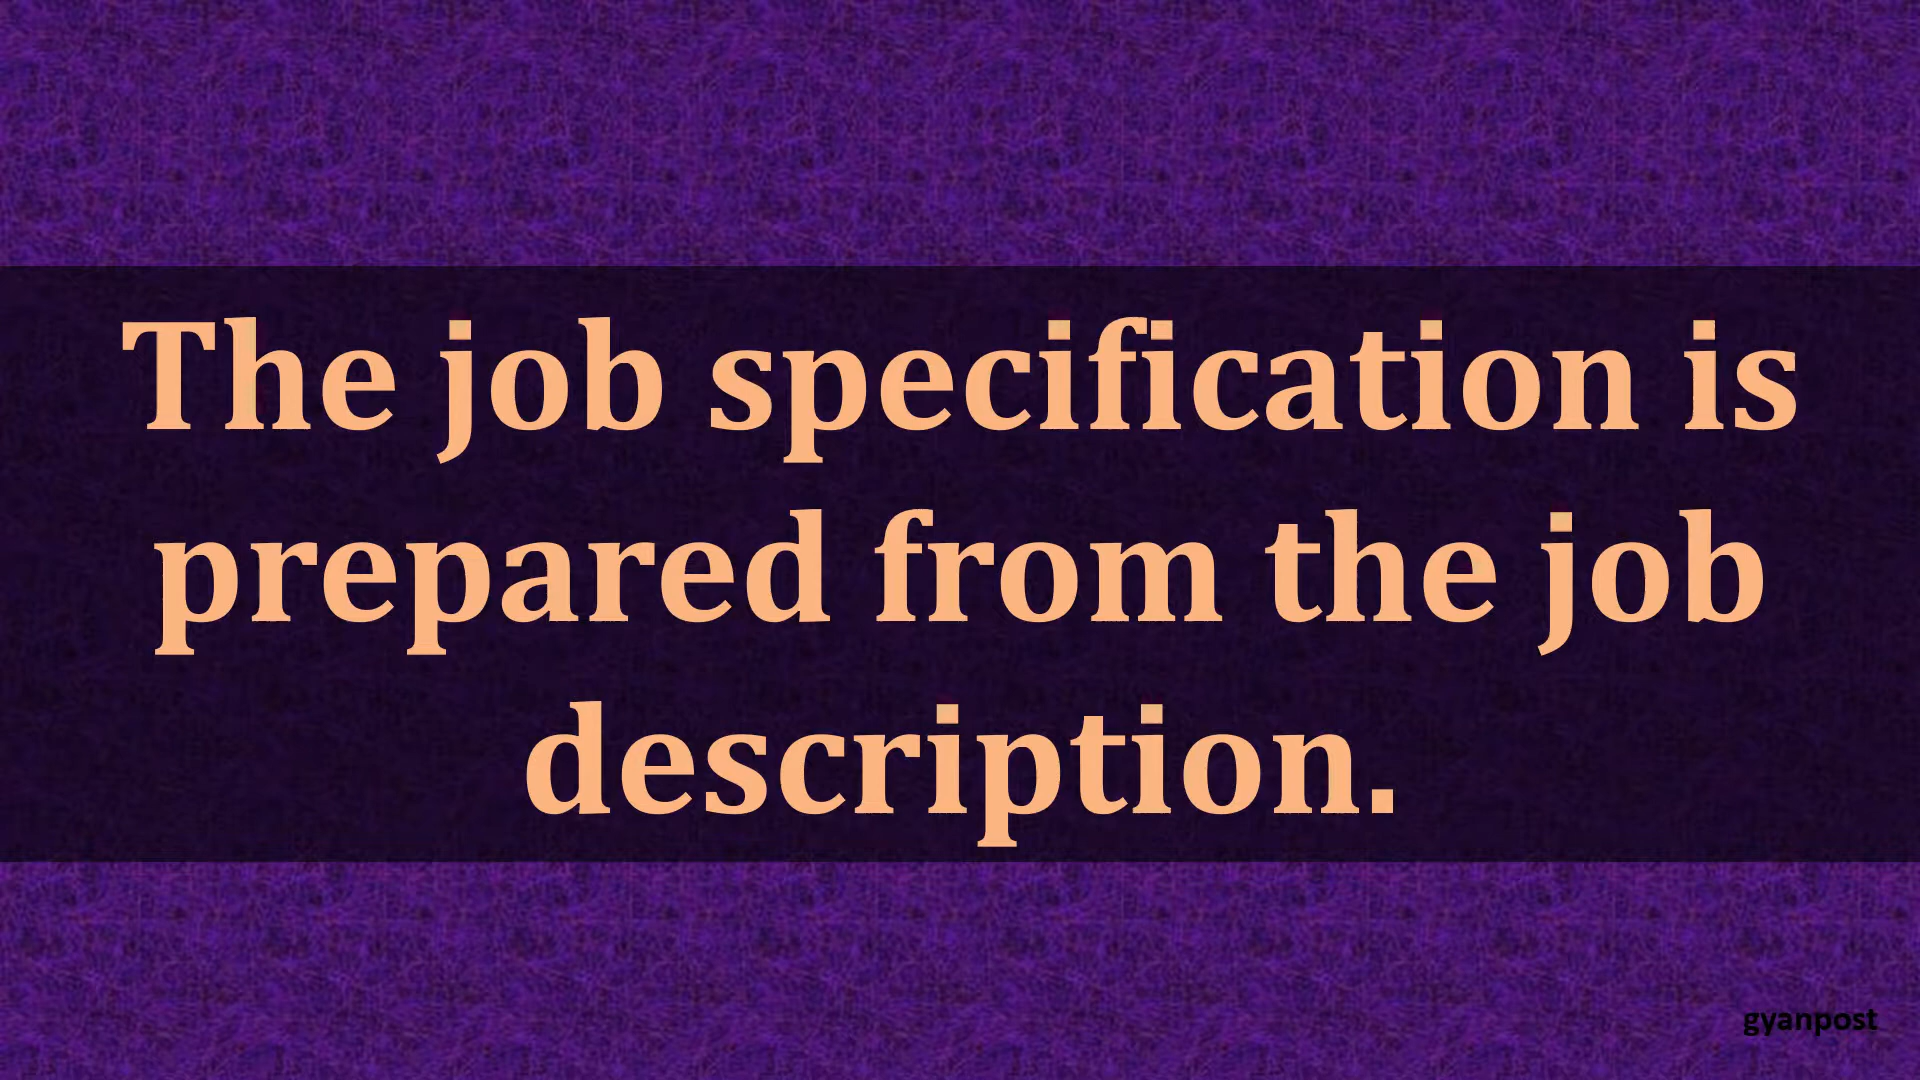 The job specification is
prepared from the job
description.
gyanpost